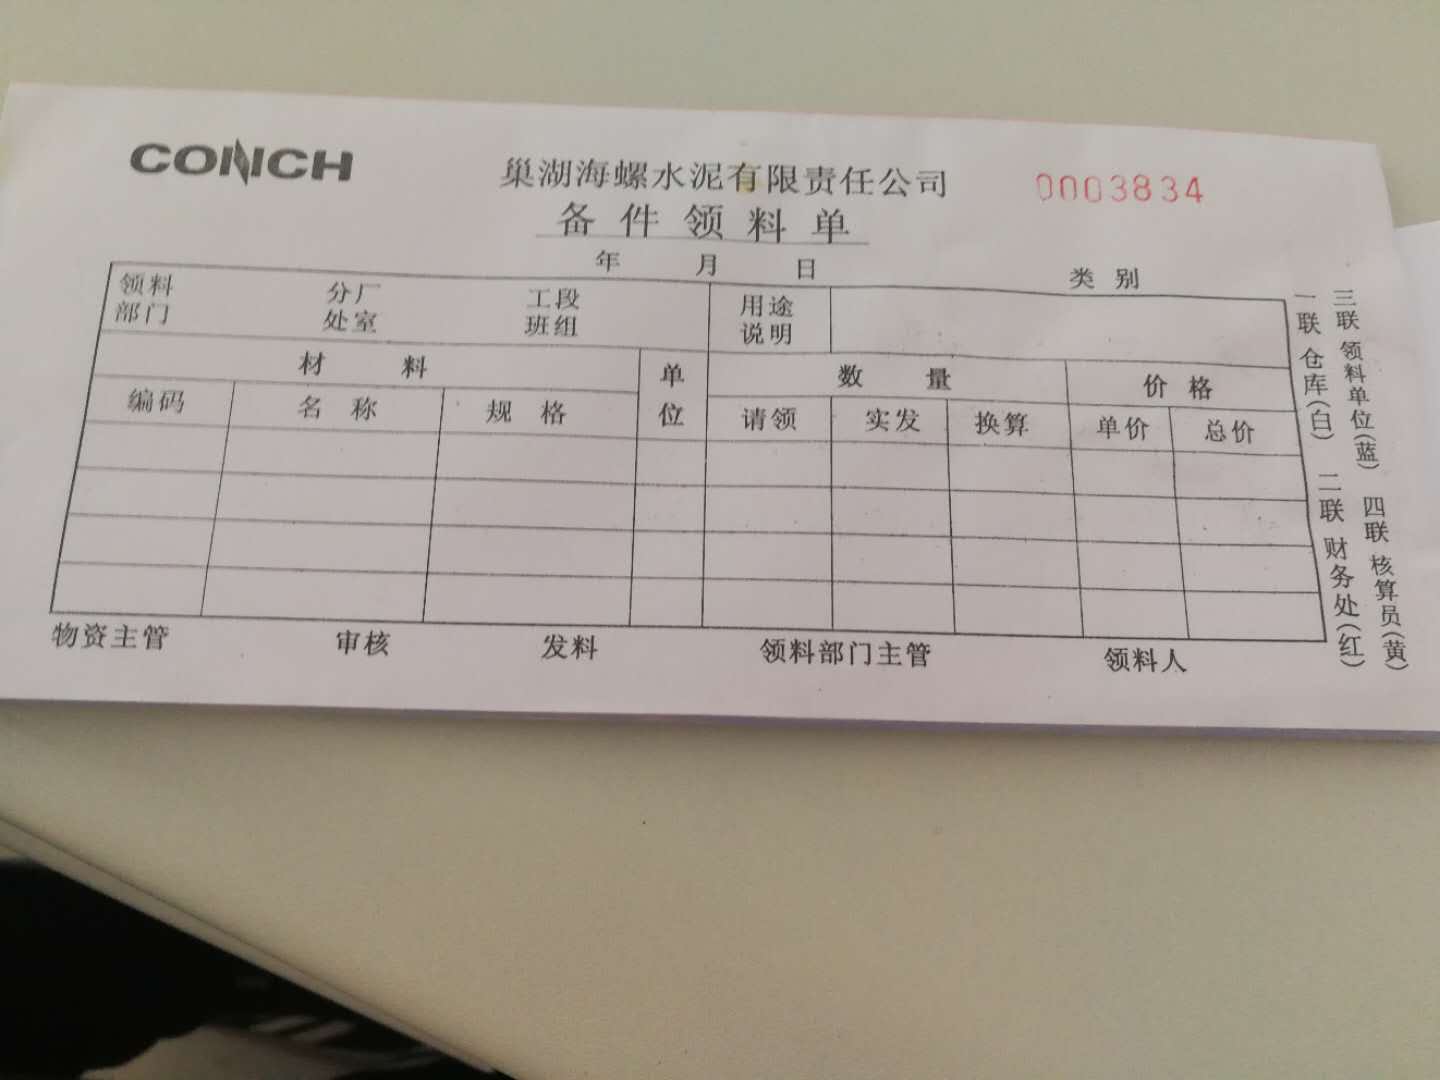 CONCH
巢湖海螺水泥有限责任公司
0003834
备件领料单
年 月 日
类别
领料部门
分厂处室
工段班组
用途说明
材料
单位
数量
价格
编码
名称
规格
请领
实发
换算
单价
总价
物资主管
审核
发料
领料部门主管
领料人
一联 仓库(白) 二联 财务处(红)
三联 领料单位(蓝) 四联 核算员(黄)